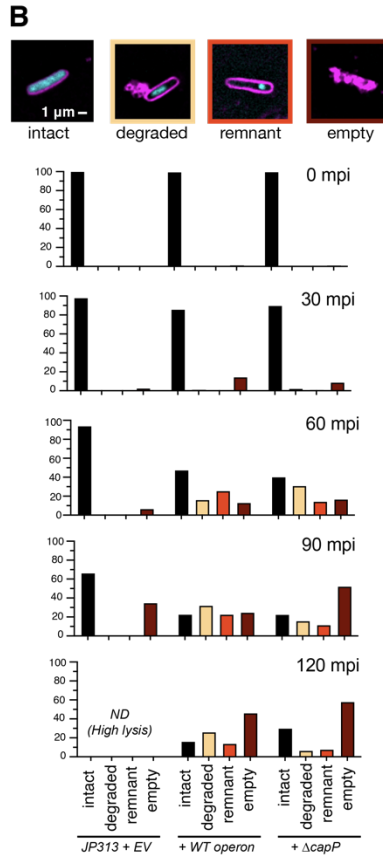 B
1 μm
intact degraded remnant empty
0 mpi
100
80
60
40
20
0
30 mpi
100
80
60
40
20
0
60 mpi
100
80
60
40
20
0
90 mpi
100
80
60
40
20
0
120 mpi
100
80
60
40
20
0
ND
(High lysis)
intact degraded remnant empty intact degraded remnant empty intact degraded remnant empty
JP313 + EV + WT operon + ΔcapP